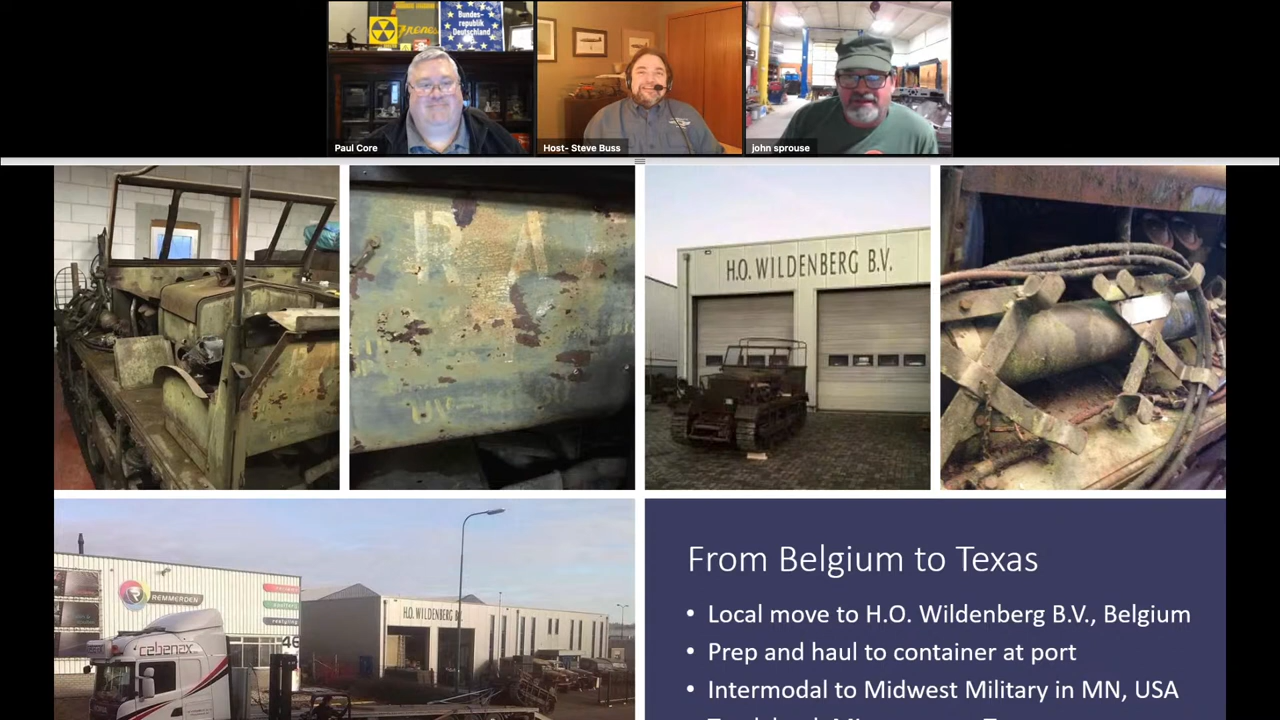 Bundes-
republik
Deutschland
Paul Core
Host- Steve Buss
john sprouse
R A
H.O. WILDENBERG B.V.
REMMERDEN
H.O. WILDENBERG
cabenax
From Belgium to Texas
• Local move to H.O. Wildenberg B.V., Belgium
• Prep and haul to container at port
• Intermodal to Midwest Military in MN, USA